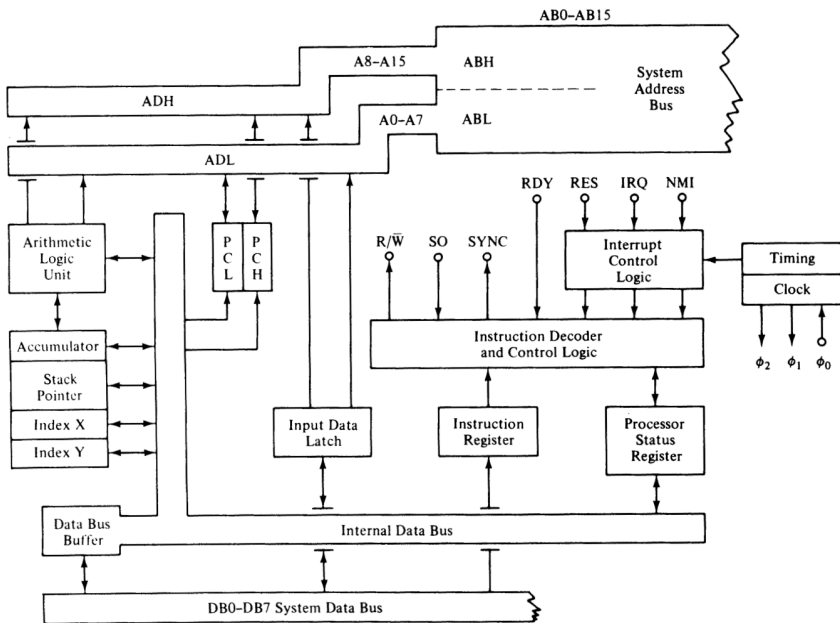 AB0–AB15
A8–A15
ABH
System
Address
Bus
ADH
A0–A7
ABL
ADL
RDY
RES
IRQ
NMI
R/W̅
SO
SYNC
Arithmetic
Logic
Unit
P
C
L
P
C
H
Interrupt
Control
Logic
Timing
Clock
Accumulator
Stack
Pointer
Index X
Index Y
Instruction Decoder
and Control Logic
ϕ2
ϕ1
ϕ0
Input Data
Latch
Instruction
Register
Processor
Status
Register
Data Bus
Buffer
Internal Data Bus
DB0–DB7 System Data Bus